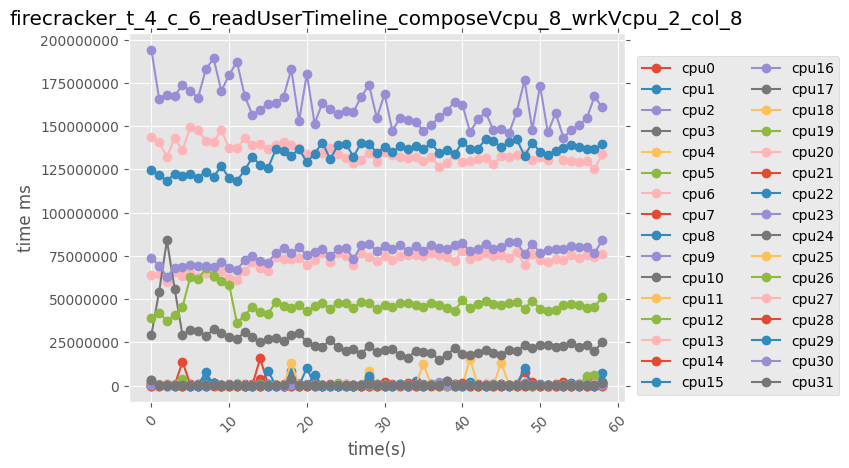 firecracker_t_4_c_6_readUserTimeline_composeVcpu_8_wrkVcpu_2_col_8
200000000
175000000
150000000
125000000
100000000
75000000
50000000
25000000
0
time ms
0 10 20 30 40 50 60
time(s)
cpu0 cpu16
cpu1 cpu17
cpu2 cpu18
cpu3 cpu19
cpu4 cpu20
cpu5 cpu21
cpu6 cpu22
cpu7 cpu23
cpu8 cpu24
cpu9 cpu25
cpu10 cpu26
cpu11 cpu27
cpu12 cpu28
cpu13 cpu29
cpu14 cpu30
cpu15 cpu31